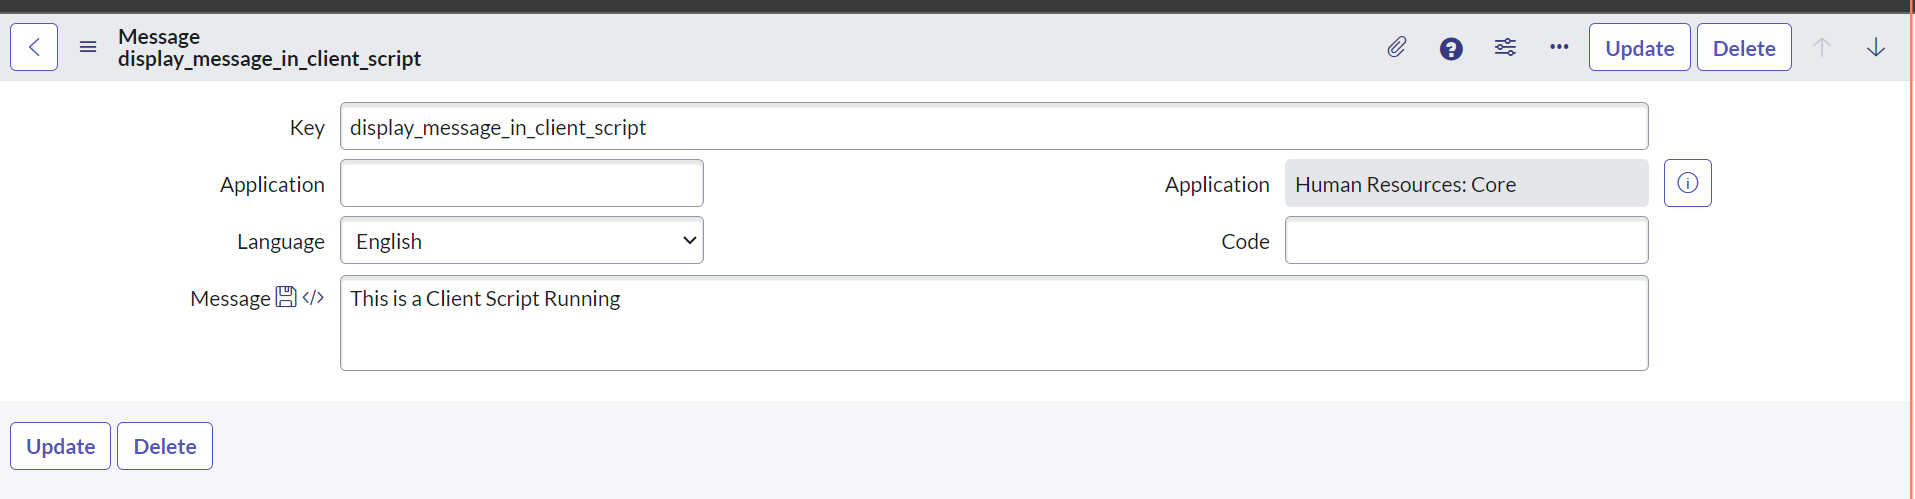 Message
display_message_in_client_script
Update
Delete
Key
display_message_in_client_script
Application
Application
Human Resources: Core
Language
English
Code
Message
This is a Client Script Running
Update
Delete